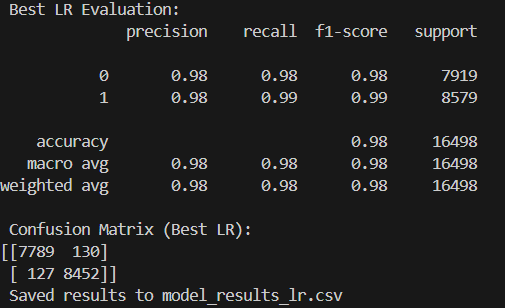 Best LR Evaluation:
precision recall f1-score support
0 0.98 0.98 0.98 7919
1 0.98 0.99 0.99 8579
accuracy 0.98 16498
macro avg 0.98 0.98 0.98 16498
weighted avg 0.98 0.98 0.98 16498
Confusion Matrix (Best LR):
[[7789 130]
[ 127 8452]]
Saved results to model_results_lr.csv